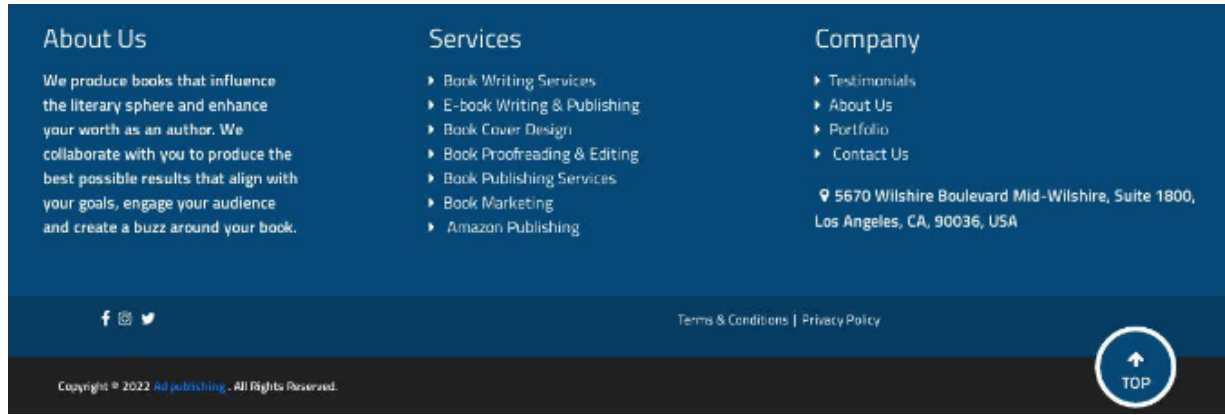 About Us
We produce books that influence
the literary sphere and enhance
your worth as an author. We
collaborate with you to produce the
best possible results that align with
your goals, engage your audience
and create a buzz around your book.
Services
Book Writing Services
E-book Writing & Publishing
Book Cover Design
Book Proofreading & Editing
Book Publishing Services
Book Marketing
Amazon Publishing
Company
Testimonials
About Us
Portfolio
Contact Us
5670 Wilshire Boulevard Mid-Wilshire, Suite 1800,
Los Angeles, CA, 90036, USA
Terms & Conditions | Privacy Policy
TOP
Copyright © 2022 Ad publishing . All Rights Reserved.